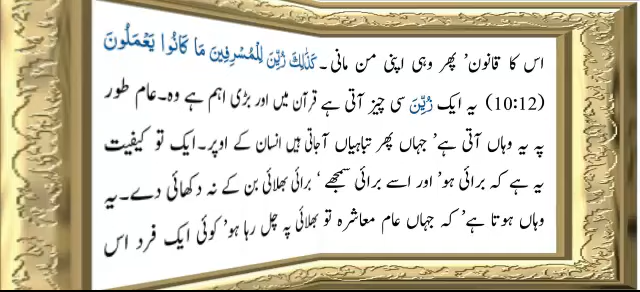 اس کا قانون’ پھر وہی اپنی من مانی۔ كَذَٰلِكَ زُيِّنَ لِلْمُسْرِفِينَ مَا كَانُوا يَعْمَلُونَ
(10:12) یہ ایک زُيِّنَ سی چیز آتی ہے قرآن میں اور بڑی اہم ہے وہ۔عام طور
پہ یہ وہاں آتی ہے’ جہاں پھر تباہیاں آجاتی ہیں انسان کے اوپر۔ایک تو کیفیت
یہ ہے کہ برائی ہو’ اور اسے برائی سمجھے‘ برائی بھلائی بن کے نہ دکھائی دے۔یہ
وہاں ہوتا ہے’ کہ جہاں عام معاشرہ تو بھلائی پہ چل رہا ہو’ کوئی ایک فرد اس